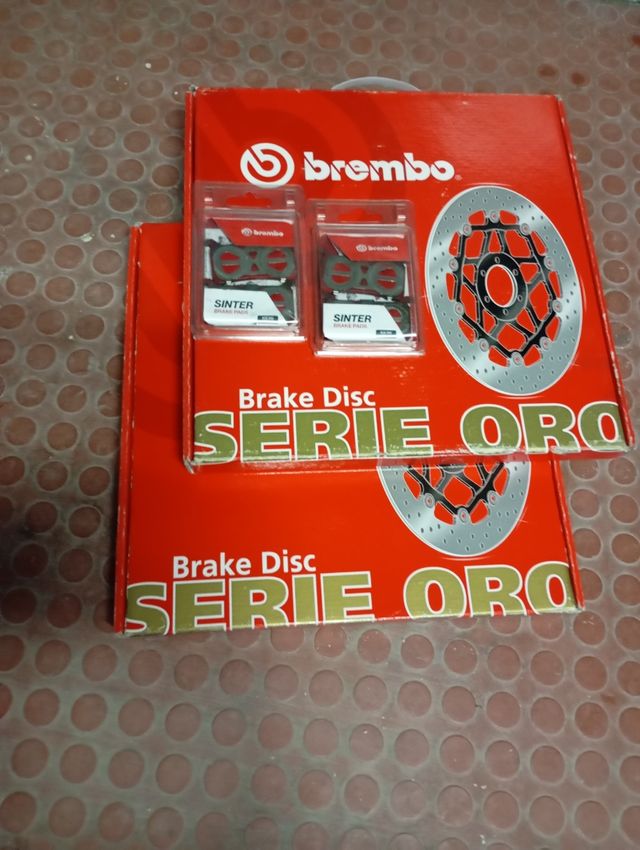 brembo
brembo
SINTER
BRAKE PADS
brembo
SINTER
BRAKE PADS
Brake Disc
SERIE ORO
Brake Disc
SERIE ORO